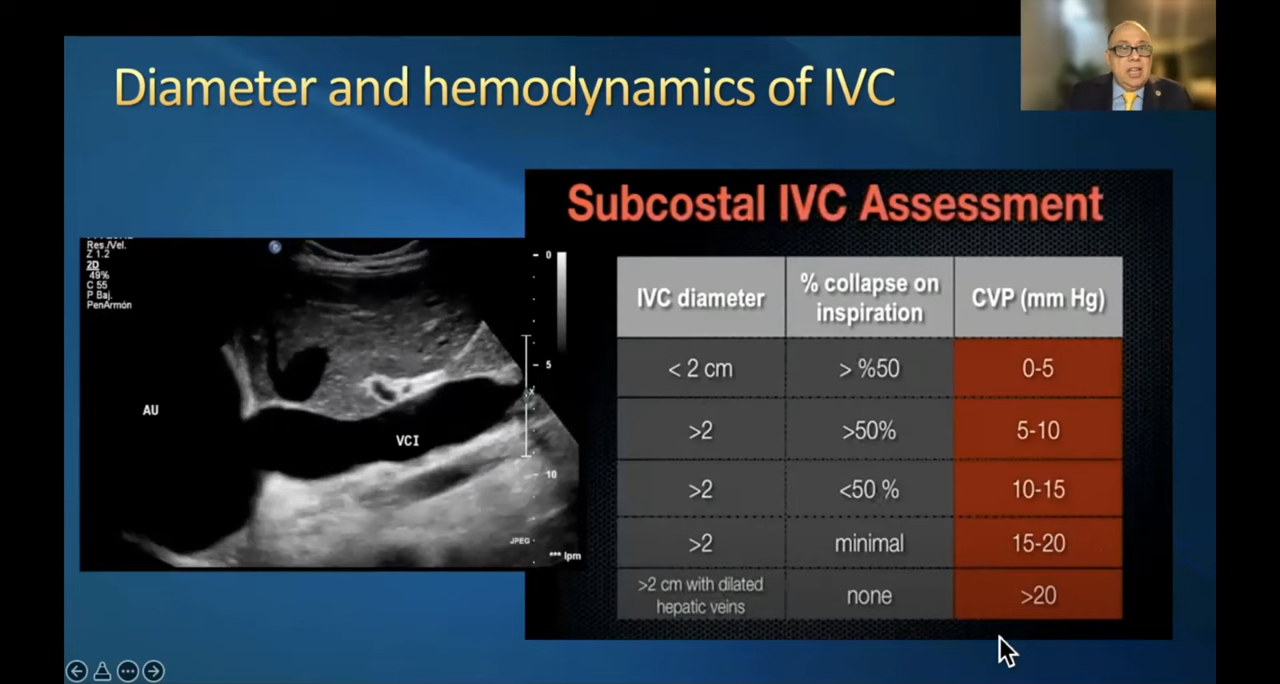 Diameter and hemodynamics of IVC
Subcostal IVC Assessment
Res./Vel.
Z 1.2
2D
49%
C 55
P Baj.
PenArmón
0
5
10
AU
VCI
JPEG
*** lpm
IVC diameter
% collapse on
inspiration
CVP (mm Hg)
< 2 cm
> %50
0-5
>2
>50%
5-10
>2
<50 %
10-15
>2
minimal
15-20
>2 cm with dilated
hepatic veins
none
>20